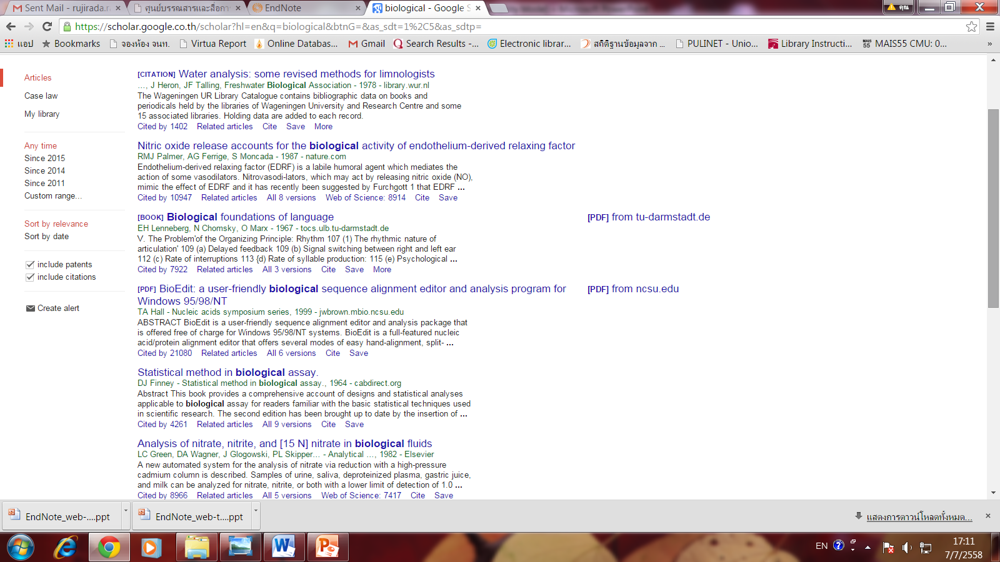 Sent Mail - rujirada.r
ศูนย์บรรณสารและสื่อกา
EndNote
biological - Google S
คุณ
https://scholar.google.co.th/scholar?hl=en&q=biological&btnG=&as_sdt=1%2C5&as_sdtp=
แอป Bookmarks จองห้อง จนท. Virtua Report Online Databas... Gmail Search Results -... Electronic librar... สถิติฐานข้อมูลจาก ... PULINET - Unio... Library Instructi... MAIS55 CMU: 0... »
Articles
Case law
My library
Any time
Since 2015
Since 2014
Since 2011
Custom range...
Sort by relevance
Sort by date
include patents
include citations
Create alert
[CITATION] Water analysis: some revised methods for limnologists
..., J Heron, JF Talling, Freshwater Biological Association - 1978 - library.wur.nl
The Wageningen UR Library Catalogue contains bibliographic data on books and
periodicals held by the libraries of Wageningen University and Research Centre and some
15 associated libraries. Holding data are added to each record.
Cited by 1402 Related articles Cite Save More
Nitric oxide release accounts for the biological activity of endothelium-derived relaxing factor
RMJ Palmer, AG Ferrige, S Moncada - 1987 - nature.com
Endothelium-derived relaxing factor (EDRF) is a labile humoral agent which mediates the
action of some vasodilators. Nitrovasodi-lators, which may act by releasing nitric oxide (NO),
mimic the effect of EDRF and it has recently been suggested by Furchgott 1 that EDRF ...
Cited by 10947 Related articles All 8 versions Web of Science: 8914 Cite Save
[BOOK] Biological foundations of language
[PDF] from tu-darmstadt.de
EH Lenneberg, N Chomsky, O Marx - 1967 - tocs.ulb.tu-darmstadt.de
V. The Problem'of the Organizing Principle: Rhythm 107 (1) The rhythmic nature of
articulation' 109 (a) Delayed feedback 109 (b) Signal switching between right and left ear
112 (c) Rate of interruptions 113 {d) Rate of syllable production: 115 (e) Psychological ...
Cited by 7922 Related articles All 3 versions Cite Save More
[PDF] BioEdit: a user-friendly biological sequence alignment editor and analysis program for
Windows 95/98/NT
[PDF] from ncsu.edu
TA Hall - Nucleic acids symposium series, 1999 - jwbrown.mbio.ncsu.edu
ABSTRACT BioEdit is a user-friendly sequence alignment editor and analysis package that
is offered free of charge for Windows 95/98/NT systems. BioEdit is a full-featured nucleic
acid/protein alignment editor that offers several modes of easy hand-alignment, split- ...
Cited by 21080 Related articles All 6 versions Cite Save
Statistical method in biological assay.
DJ Finney - Statistical method in biological assay., 1964 - cabdirect.org
Abstract This book provides a comprehensive account of designs and statistical analyses
applicable to biological assay for readers familiar with the basic statistical techniques used
in scientific research. The second edition has been brought up to date by the insertion of ...
Cited by 4261 Related articles All 9 versions Cite Save
Analysis of nitrate, nitrite, and [15 N] nitrate in biological fluids
LC Green, DA Wagner, J Glogowski, PL Skipper... - Analytical ..., 1982 - Elsevier
A new automated system for the analysis of nitrate via reduction with a high-pressure
cadmium column is described. Samples of urine, saliva, deproteinized plasma, gastric juice,
and milk can be analyzed for nitrate, nitrite, or both with a lower limit of detection of 1.0 ...
Cited by 8966 Related articles All 5 versions Web of Science: 7417 Cite Save
EndNote_web-....ppt
EndNote_web-t....ppt
แสดงการดาวน์โหลดทั้งหมด...
EN
17:11
7/7/2558